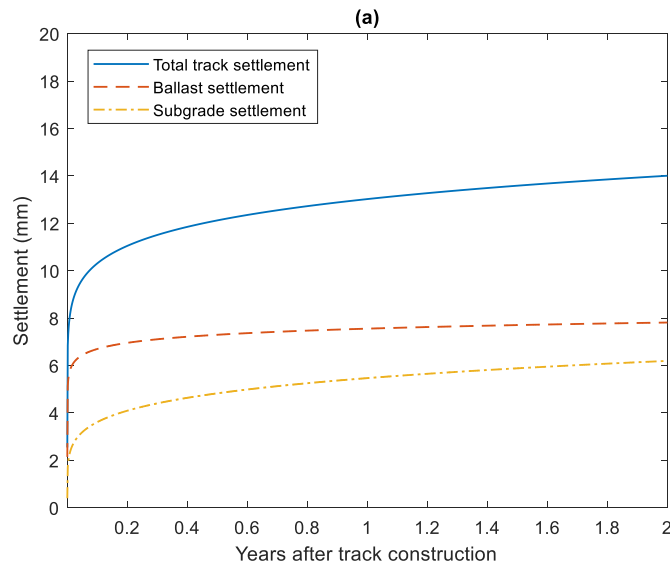 (a)
20
18
16
14
12
10
8
6
4
2
0
Settlement (mm)
Total track settlement
Ballast settlement
Subgrade settlement
0.2 0.4 0.6 0.8 1 1.2 1.4 1.6 1.8 2
Years after track construction